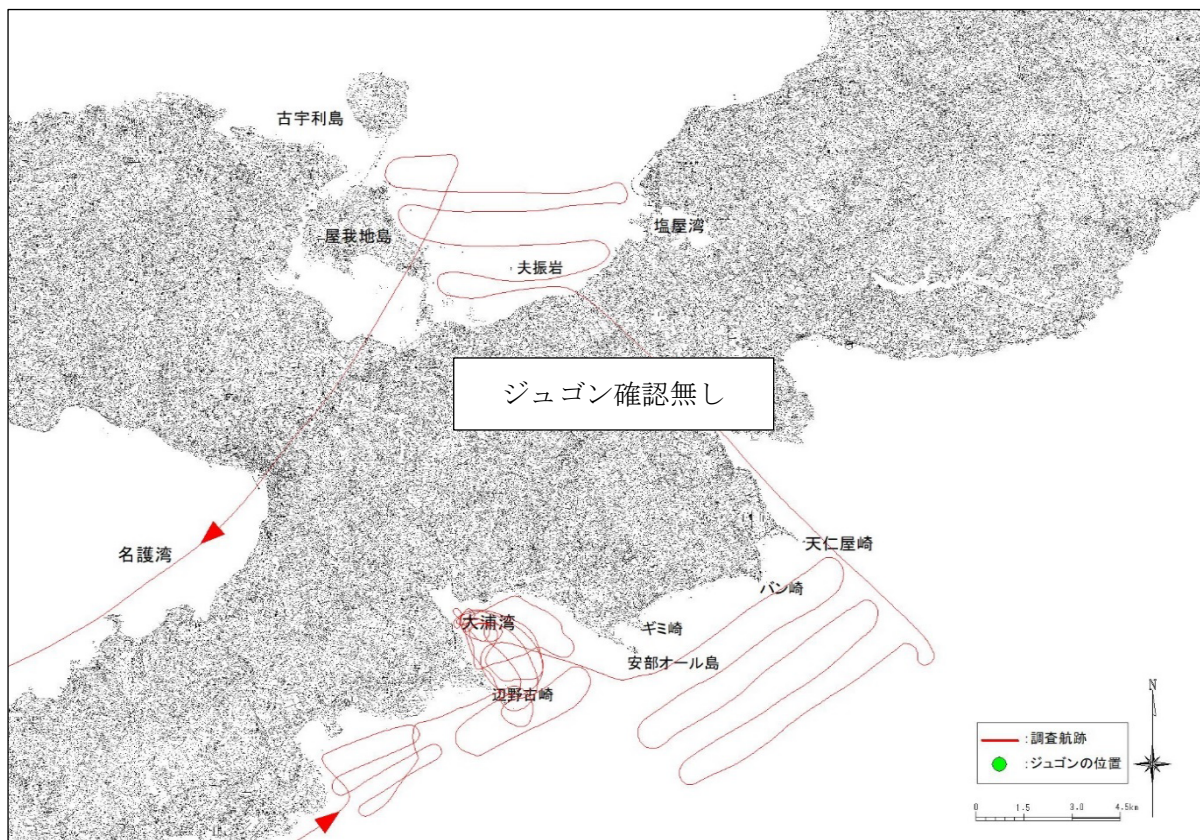 古宇利島
屋我地島
塩屋湾
夫振岩
ジュゴン確認無し
名護湾
天仁屋崎
バン崎
大浦湾
ギミ崎
安部オール島
辺野古崎
N
:調査航跡
:ジュゴンの位置
0 1.5 3.0 4.5km